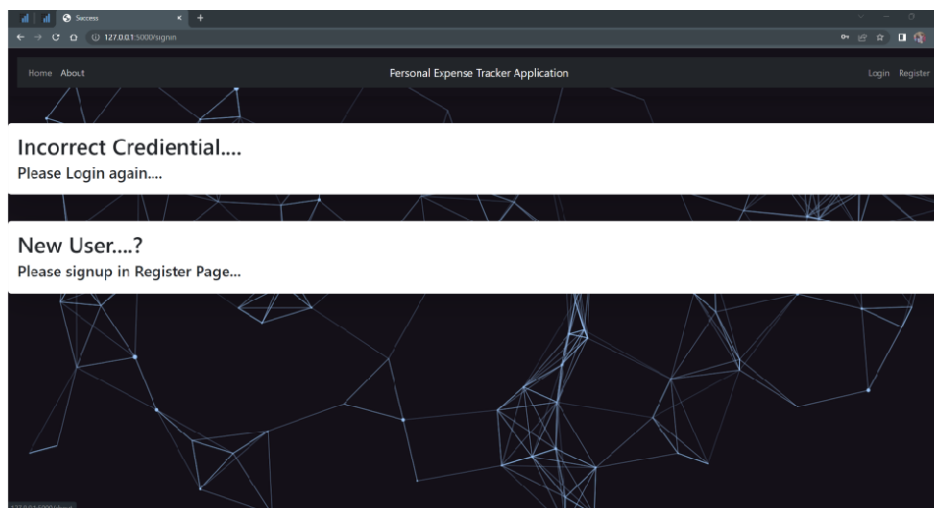 Success
127.0.0.1:5000/signin
Home About Personal Expense Tracker Application Login Register
Incorrect Crediential....
Please Login again....
New User....?
Please signup in Register Page...